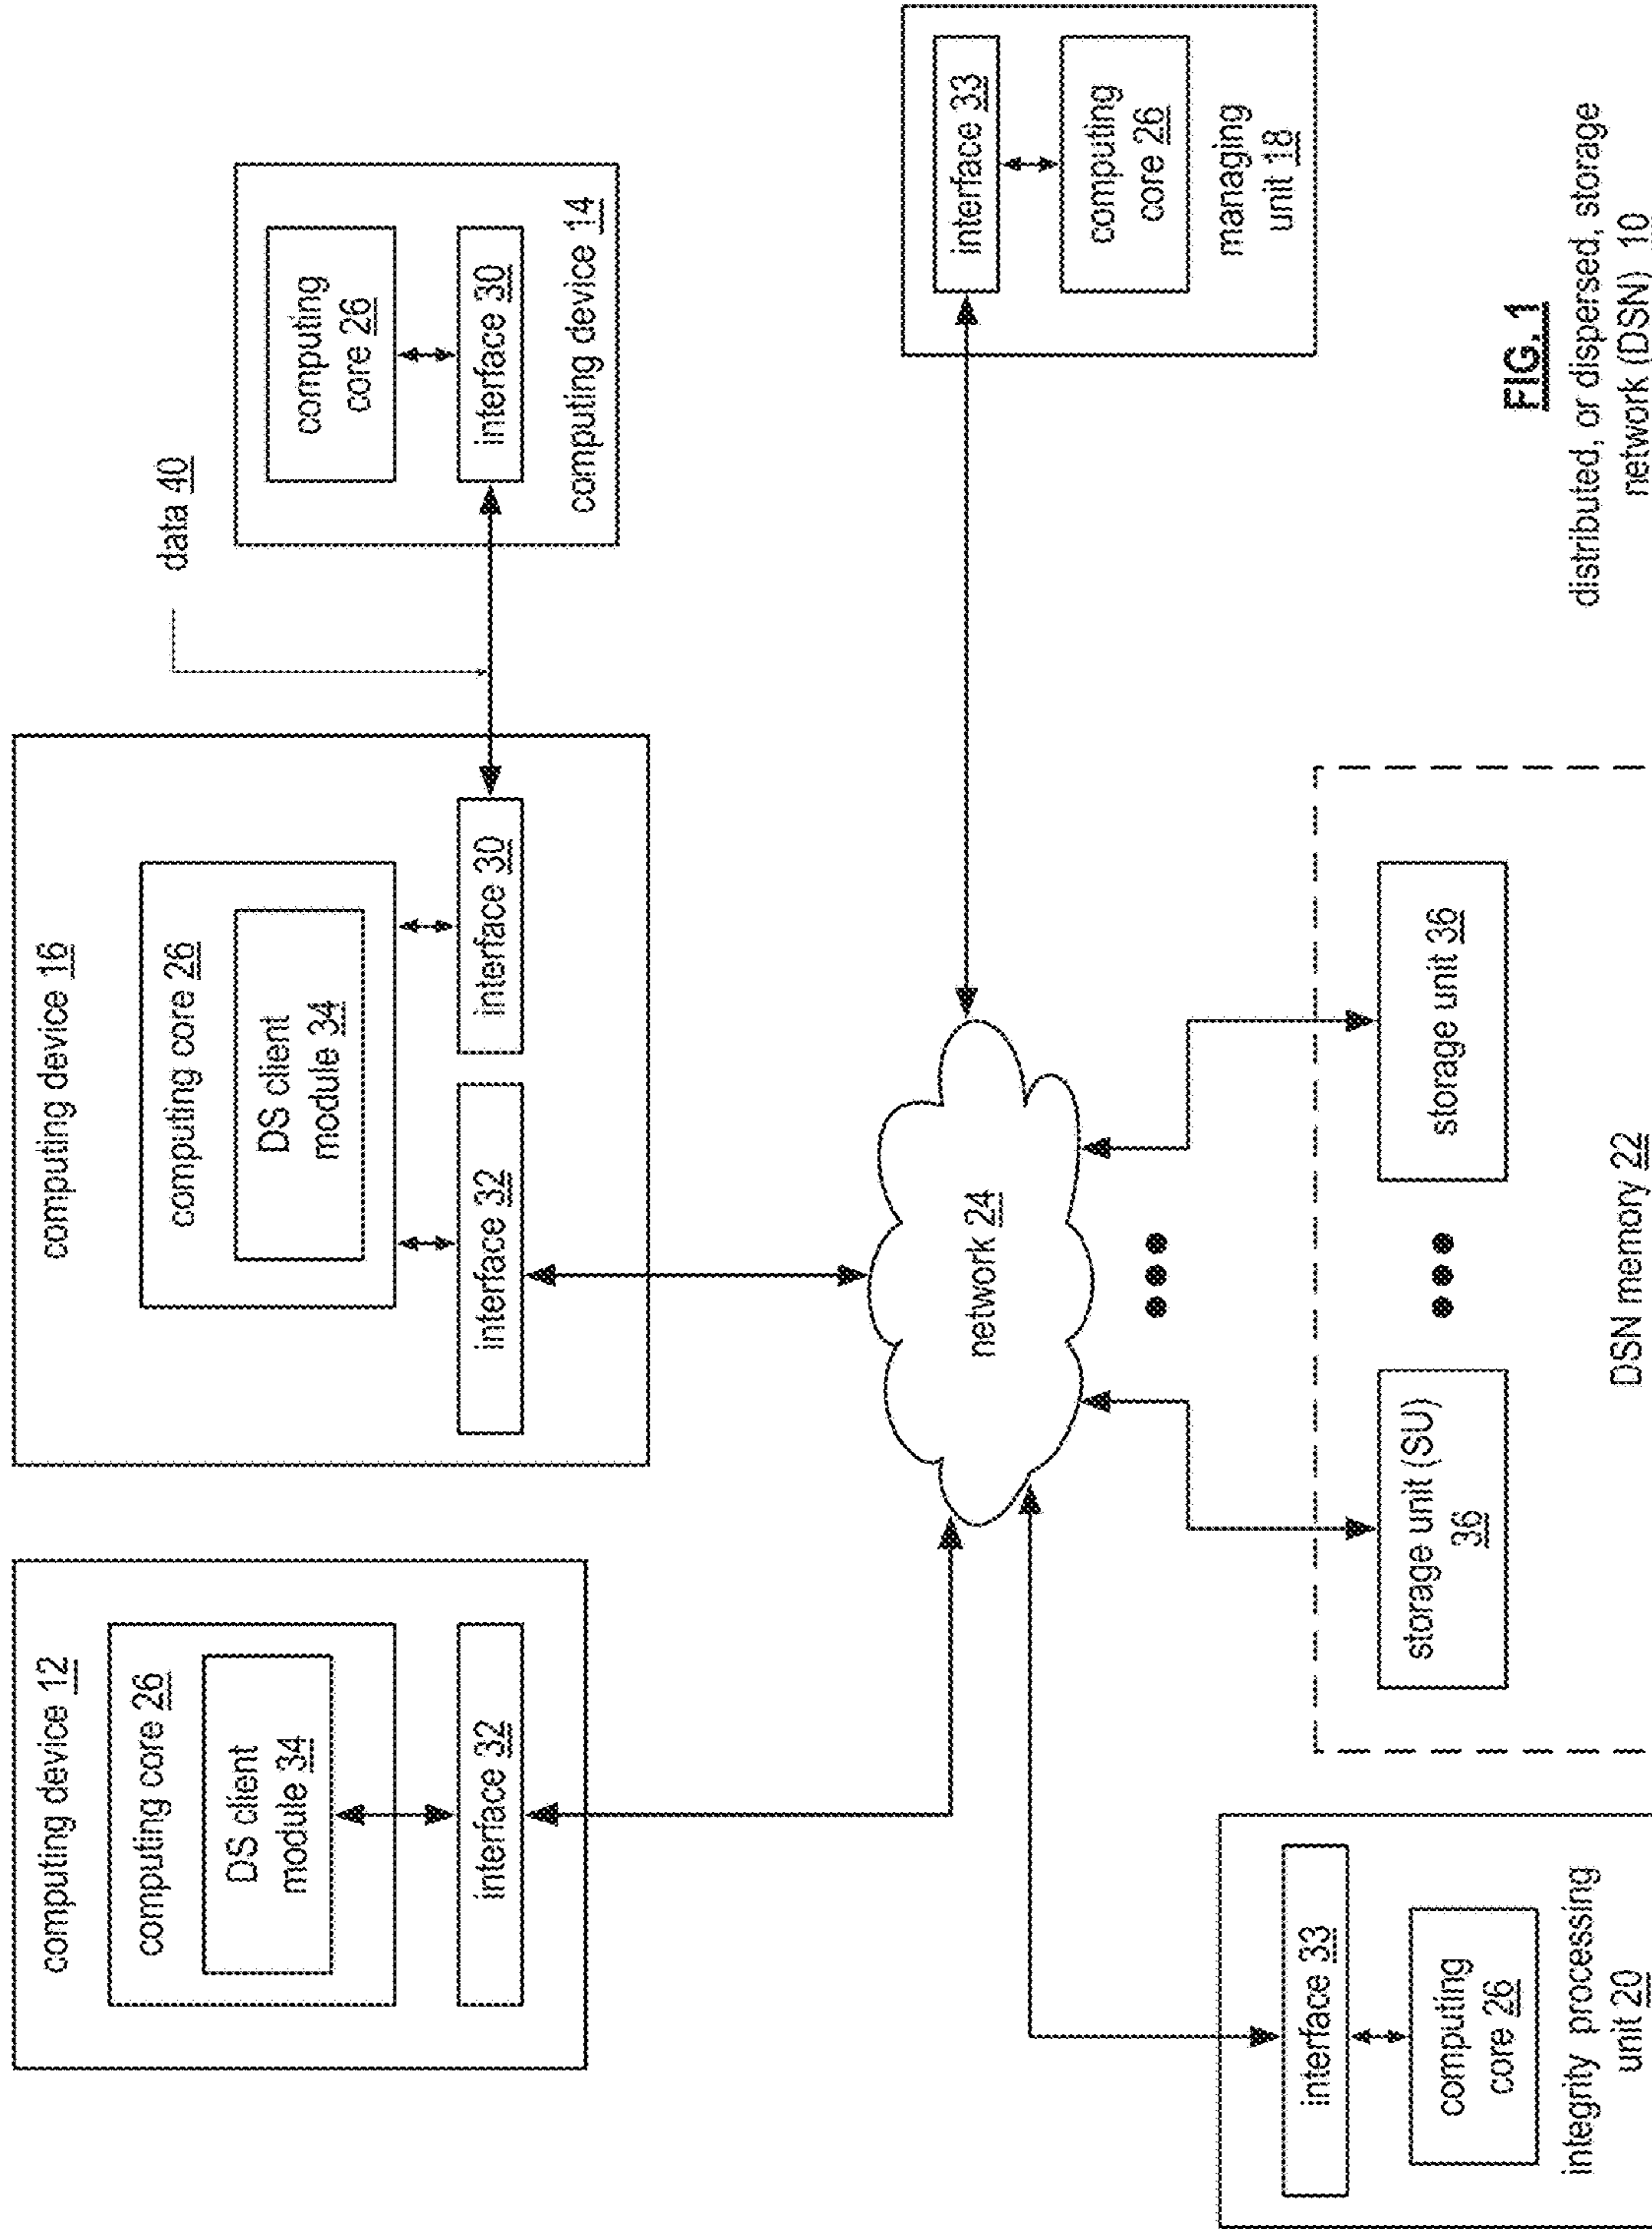 computing device 12
computing core 26
DS client
module 34
interface 32
computing device 16
computing core 26
DS client
module 34
interface 32
interface 30
data 40
computing
core 26
interface 30
computing device 14
network 24
interface 33
computing
core 26
managing
unit 18
interface 33
computing
core 26
integrity processing
unit 20
storage unit (SU)
36
storage unit 36
DSN memory 22
FIG. 1
distributed, or dispersed, storage
network (DSN) 10